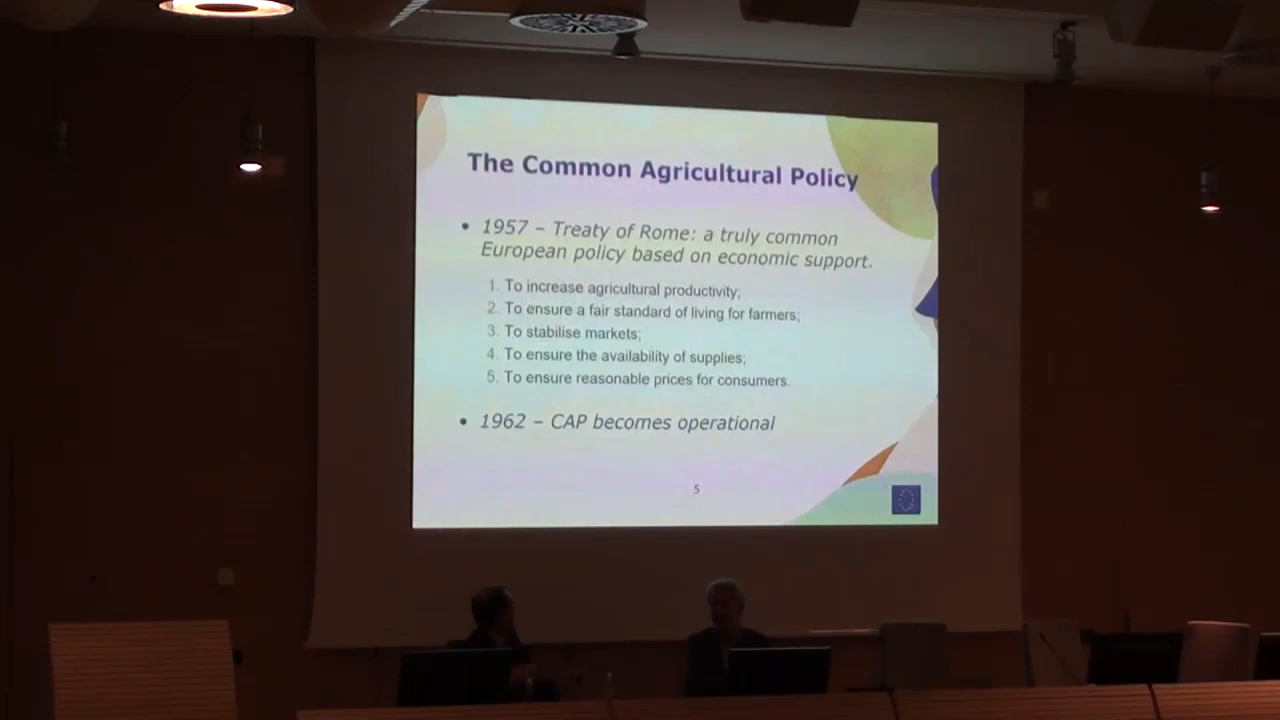 The Common Agricultural Policy
• 1957 – Treaty of Rome: a truly common
European policy based on economic support.
1. To increase agricultural productivity;
2. To ensure a fair standard of living for farmers;
3. To stabilise markets;
4. To ensure the availability of supplies;
5. To ensure reasonable prices for consumers.
• 1962 – CAP becomes operational
5